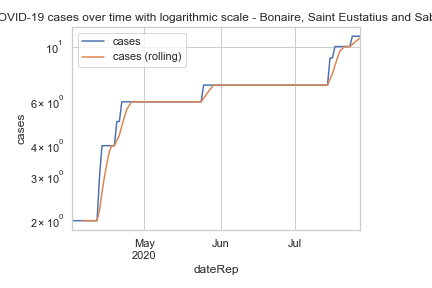 OVID-19 cases over time with logarithmic scale - Bonaire, Saint Eustatius and Sab
cases
cases (rolling)
10¹
6 × 10⁰
4 × 10⁰
3 × 10⁰
2 × 10⁰
cases
May
2020
Jun
Jul
dateRep